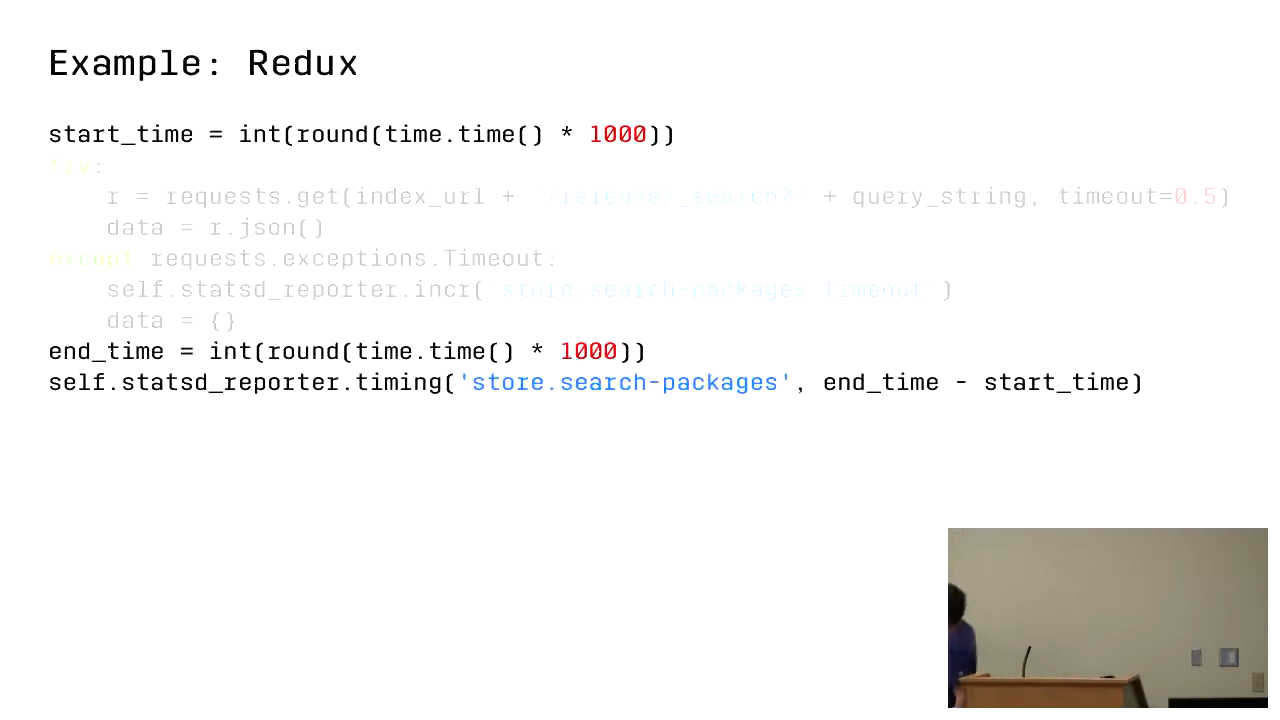 Example: Redux
start_time = int(round(time.time() * 1000))
try:
r = requests.get(index_url + '/release/_search?' + query_string, timeout=0.5)
data = r.json()
except requests.exceptions.Timeout:
self.statsd_reporter.incr('store.search-packages.timeout')
data = {}
end_time = int(round(time.time() * 1000))
self.statsd_reporter.timing('store.search-packages', end_time - start_time)